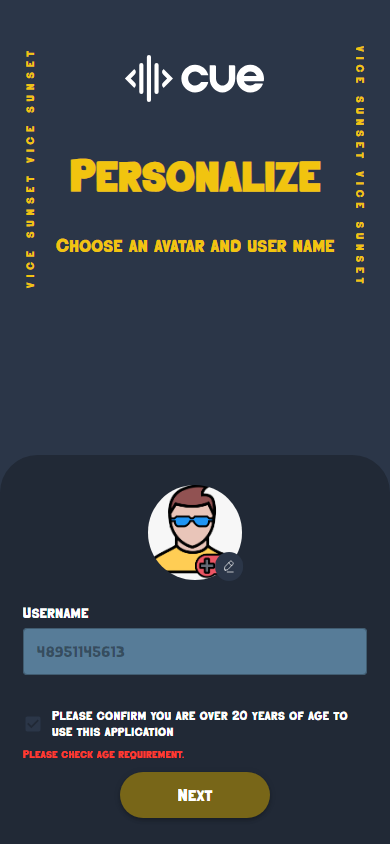 cue
VICE SUNSET VICE SUNSET
VICE SUNSET VICE SUNSET
Personalize
Choose an avatar and user name
Username
48951145613
Please confirm you are over 20 years of age to
use this application
Please check age requirement.
Next